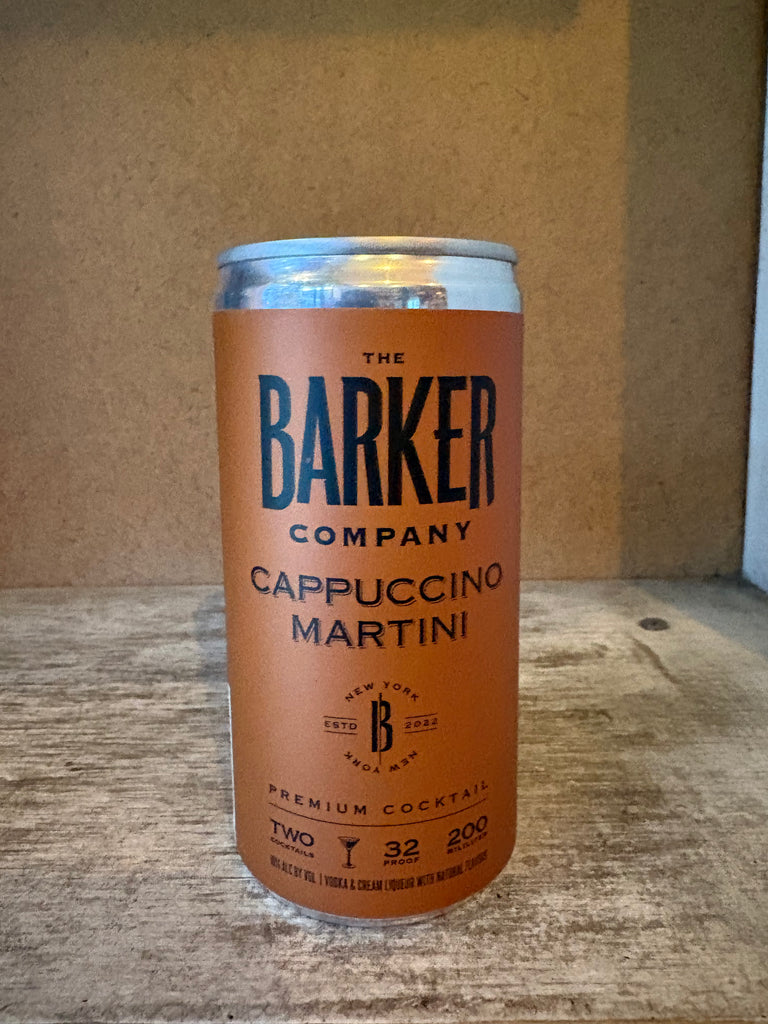 THE
BARKER
COMPANY
CAPPUCCINO
MARTINI
NEW YORK
ESTD B 2022
NEW YORK
PREMIUM COCKTAIL
TWO 32 200
COCKTAILS PROOF MILLILITERS
16% ALC BY VOL | VODKA & CREAM LIQUEUR WITH NATURAL FLAVORS